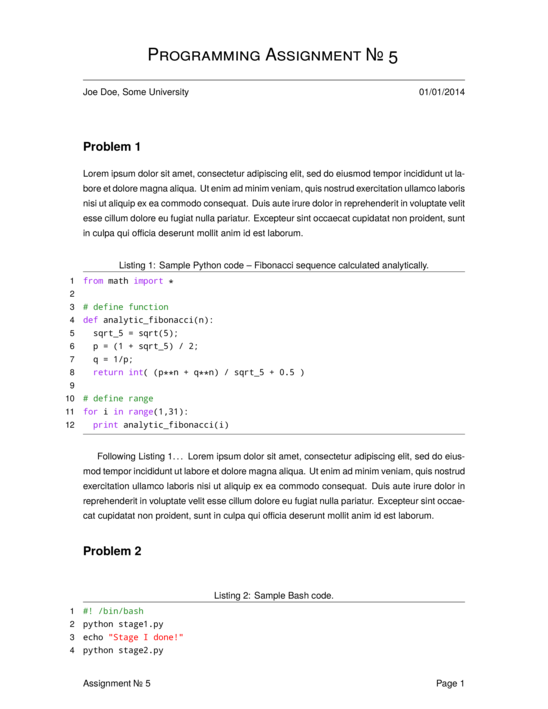 Programming Assignment № 5
Joe Doe, Some University 01/01/2014
Problem 1
Lorem ipsum dolor sit amet, consectetur adipiscing elit, sed do eiusmod tempor incididunt ut la-
bore et dolore magna aliqua. Ut enim ad minim veniam, quis nostrud exercitation ullamco laboris
nisi ut aliquip ex ea commodo consequat. Duis aute irure dolor in reprehenderit in voluptate velit
esse cillum dolore eu fugiat nulla pariatur. Excepteur sint occaecat cupidatat non proident, sunt
in culpa qui officia deserunt mollit anim id est laborum.
Listing 1: Sample Python code – Fibonacci sequence calculated analytically.
1 from math import *
2
3 # define function
4 def analytic_fibonacci(n):
5   sqrt_5 = sqrt(5);
6   p = (1 + sqrt_5) / 2;
7   q = 1/p;
8   return int( (p**n + q**n) / sqrt_5 + 0.5 )
9
10 # define range
11 for i in range(1,31):
12   print analytic_fibonacci(i)
Following Listing 1... Lorem ipsum dolor sit amet, consectetur adipiscing elit, sed do eius-
mod tempor incididunt ut labore et dolore magna aliqua. Ut enim ad minim veniam, quis nostrud
exercitation ullamco laboris nisi ut aliquip ex ea commodo consequat. Duis aute irure dolor in
reprehenderit in voluptate velit esse cillum dolore eu fugiat nulla pariatur. Excepteur sint occae-
cat cupidatat non proident, sunt in culpa qui officia deserunt mollit anim id est laborum.
Problem 2
Listing 2: Sample Bash code.
1 #! /bin/bash
2 python stage1.py
3 echo "Stage I done!"
4 python stage2.py
Assignment № 5 Page 1